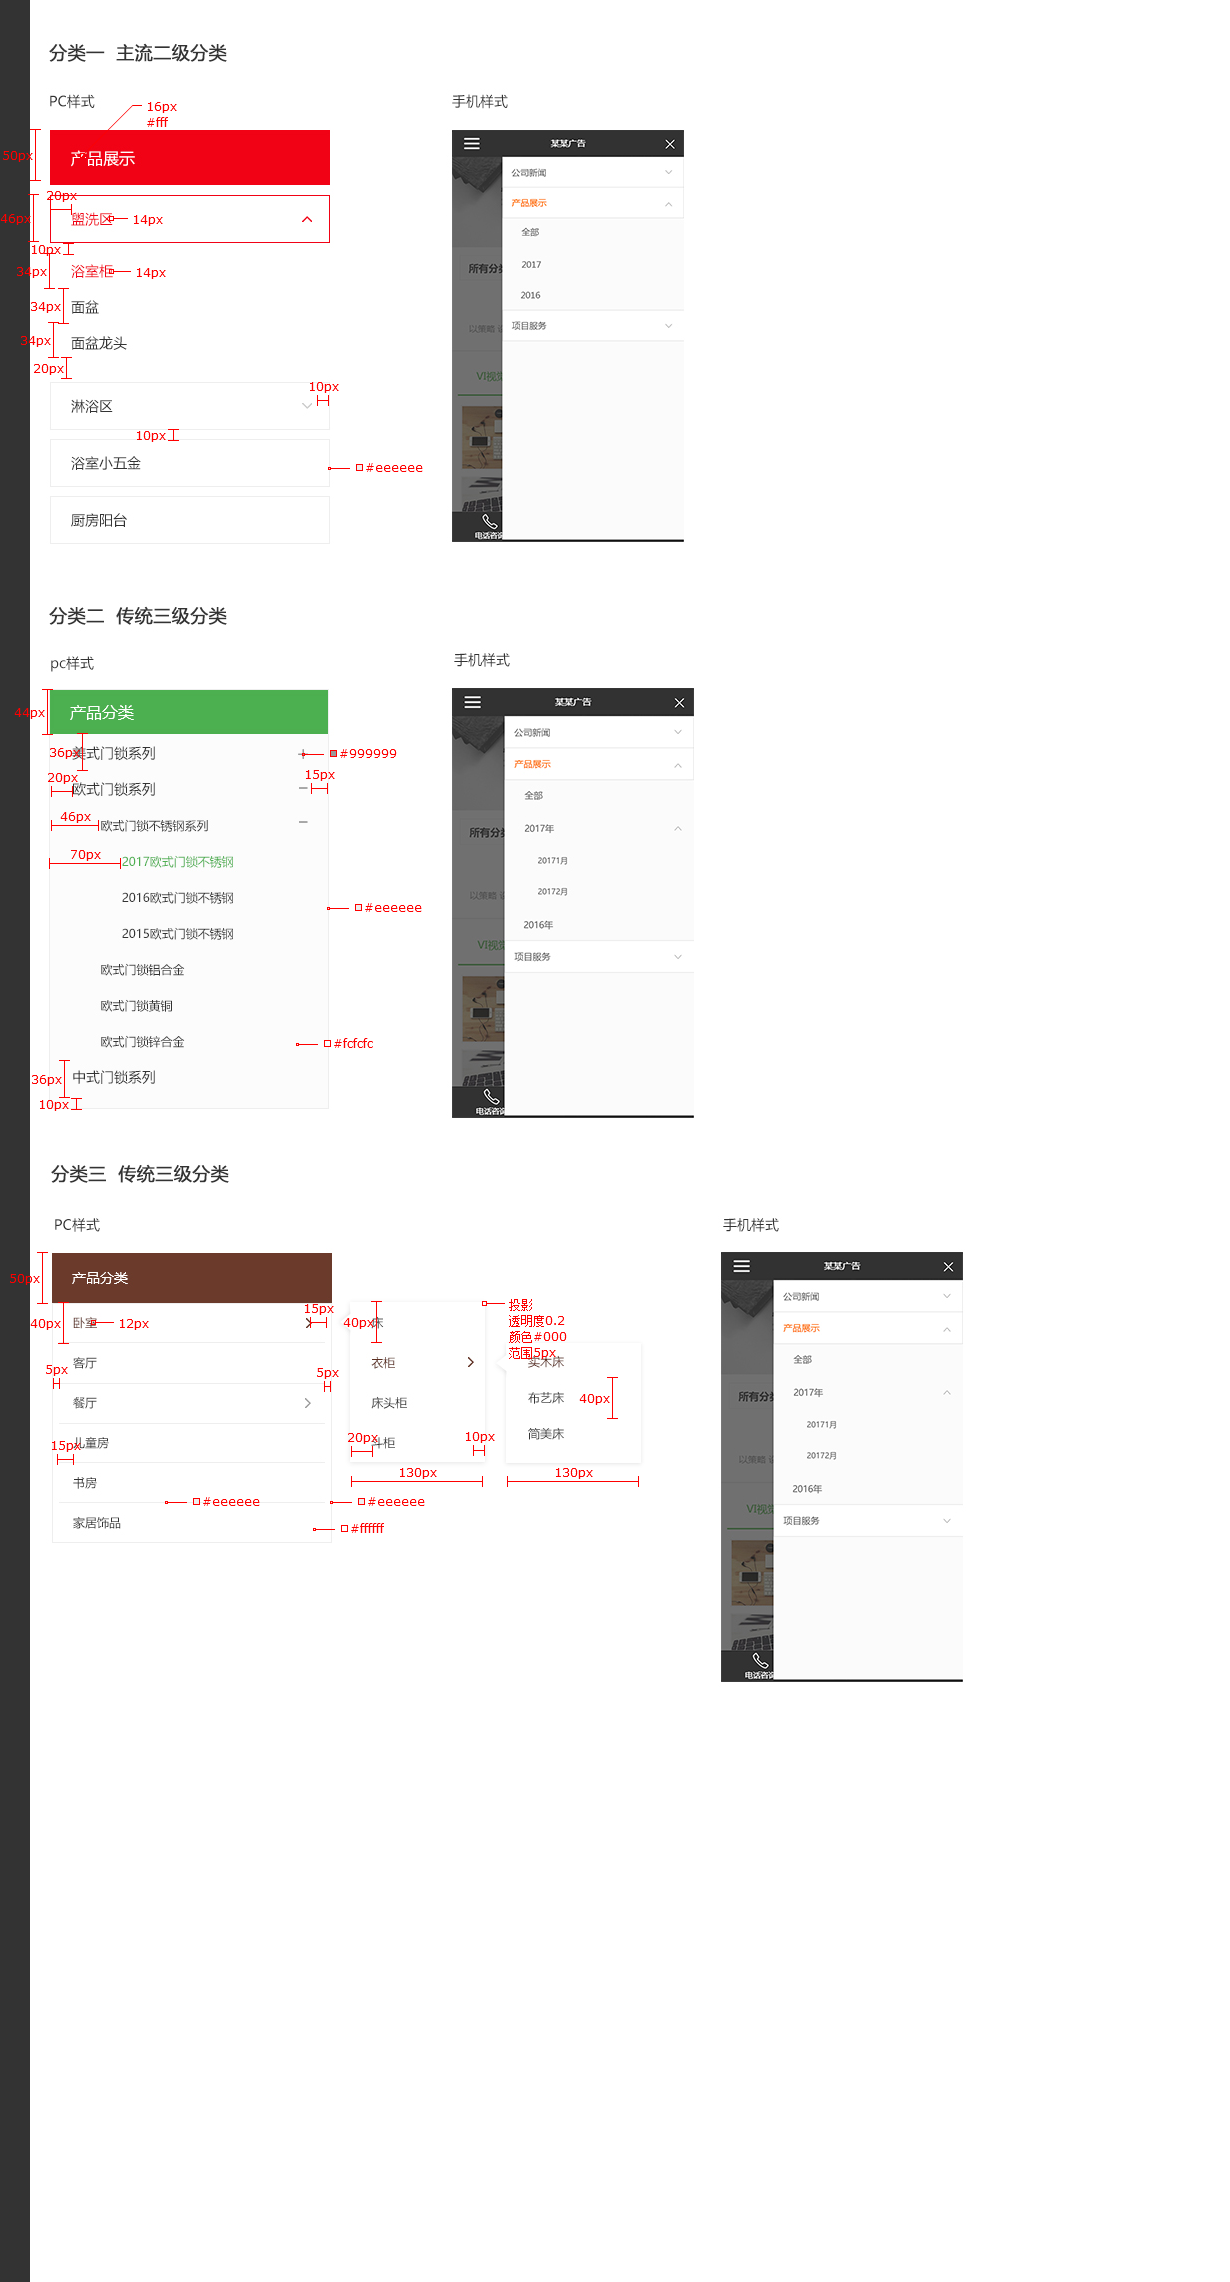 分类一 主流二级分类
PC样式
16px
#fff
50px
产品展示
20px
46px
盥洗区
14px
10px
34px
浴室柜
14px
34px
面盆
34px
面盆龙头
20px
10px
淋浴区
10px
浴室小五金
#eeeeee
厨房阳台
手机样式
某某广告
公司新闻
产品展示
全部
所有分类
2017
2016
以策略
项目服务
VI视觉
电话咨询
分类二 传统三级分类
pc样式
44px
产品分类
36px
美式门锁系列
#999999
20px
15px
欧式门锁系列
46px
欧式门锁不锈钢系列
70px
2017欧式门锁不锈钢
2016欧式门锁不锈钢
#eeeeee
2015欧式门锁不锈钢
欧式门锁铝合金
欧式门锁黄铜
欧式门锁锌合金
#fcfcfc
36px
中式门锁系列
10px
手机样式
某某广告
公司新闻
产品展示
全部
所有分类
2017年
20171月
20172月
以策略
2016年
VI视觉
项目服务
电话咨询
分类三 传统三级分类
PC样式
50px
产品分类
15px
40px
卧室
12px
客厅
5px
5px
餐厅
儿童房
15px
书房
#eeeeee
#eeeeee
家居饰品
#ffffff
40px
床
衣柜
床头柜
20px
斗柜
10px
130px
投影
透明度0.2
颜色#000
范围5px
实木床
布艺床
40px
简美床
130px
手机样式
某某广告
公司新闻
产品展示
全部
所有分类
2017年
20171月
20172月
以策略
2016年
VI视觉
项目服务
电话咨询